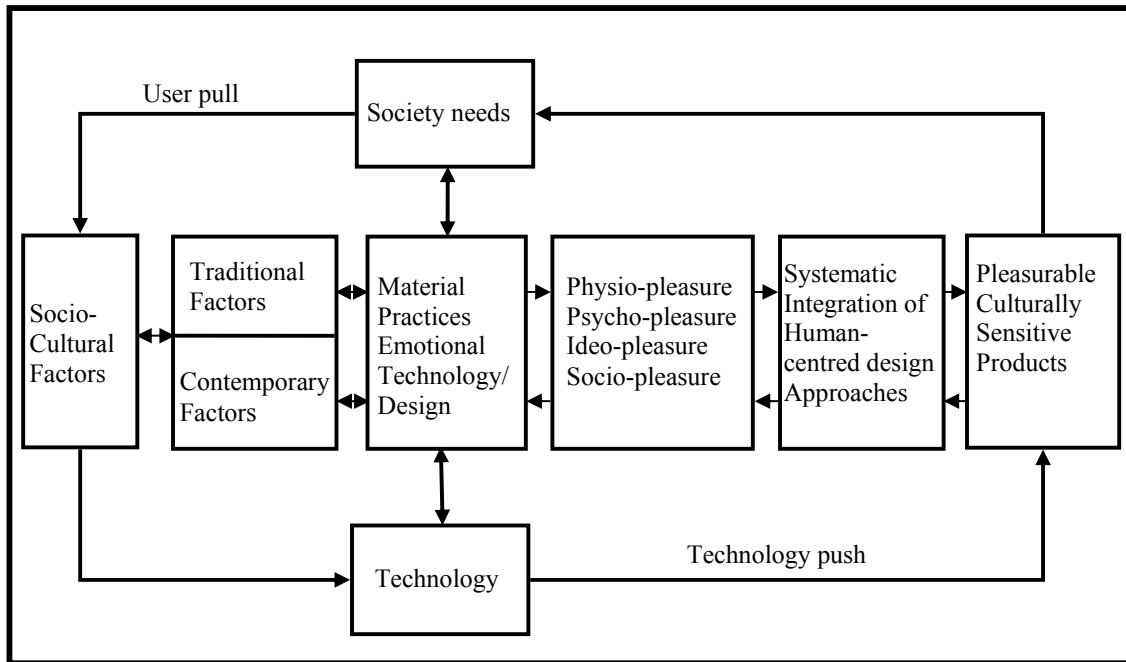 User pull
Society needs
Socio-
Cultural
Factors
Traditional
Factors
Contemporary
Factors
Material
Practices
Emotional
Technology/
Design
Physio-pleasure
Psycho-pleasure
Ideo-pleasure
Socio-pleasure
Systematic
Integration of
Human-
centred design
Approaches
Pleasurable
Culturally
Sensitive
Products
Technology
Technology push